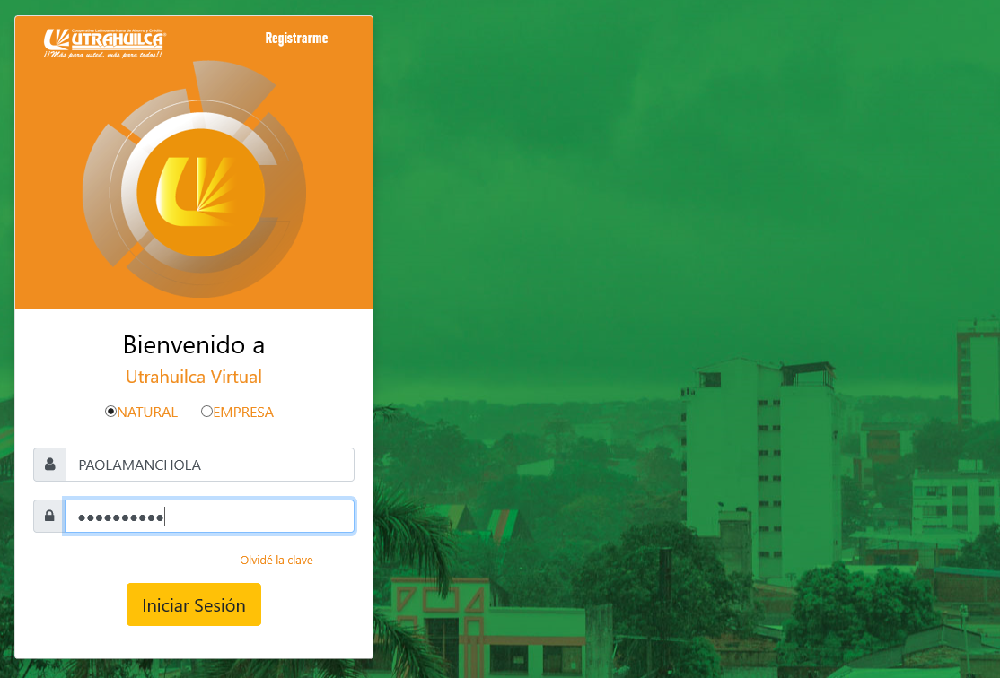 Cooperativa Latinoamericana de Ahorro y Crédito
UTRAHUILCA
¡¡Más para usted, más para todos!!
Registrarme
Bienvenido a
Utrahuilca Virtual
NATURAL EMPRESA
PAOLAMANCHOLA
••••••••••
Olvidé la clave
Iniciar Sesión